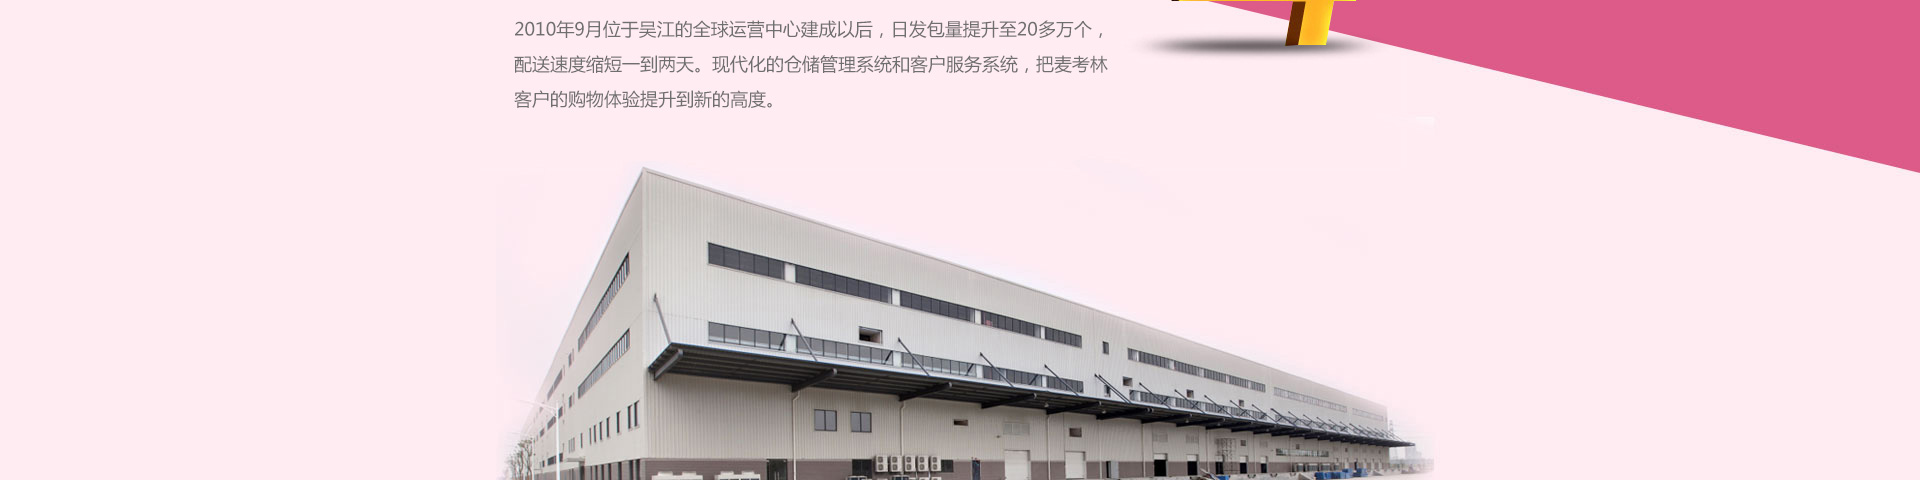 2010年9月位于吴江的全球运营中心建成以后，日发包量提升至20多万个，
配送速度缩短一到两天。现代化的仓储管理系统和客户服务系统，把麦考林
客户的购物体验提升到新的高度。